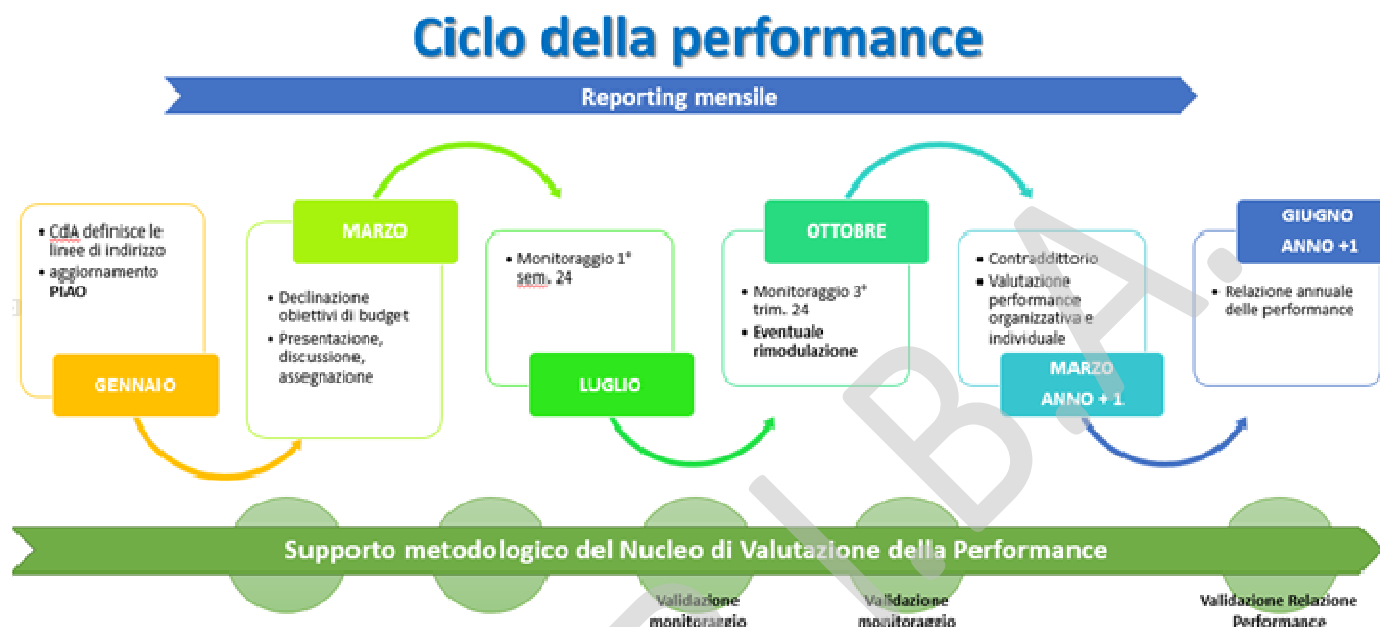 Ciclo della performance
Reporting mensile
• CdA definisce le
linee di indirizzo
• aggiornamento
PIAO
GENNAIO
MARZO
• Declinazione
obiettivi di budget
• Presentazione,
discussione,
assegnazione
• Monitoraggio 1°
sem. 24
LUGLIO
OTTOBRE
• Monitoraggio 3°
trim. 24
• Eventuale
rimodulazione
• Contraddittorio
• Valutazione
performance
organizzativa e
individuale
MARZO
ANNO + 1
GIUGNO
ANNO +1
• Relazione annuale
delle performance
Supporto metodologico del Nucleo di Valutazione della Performance
Validazione
monitoraggio
Validazione
monitoraggio
Validazione Relazione
Performance
I.B.A.